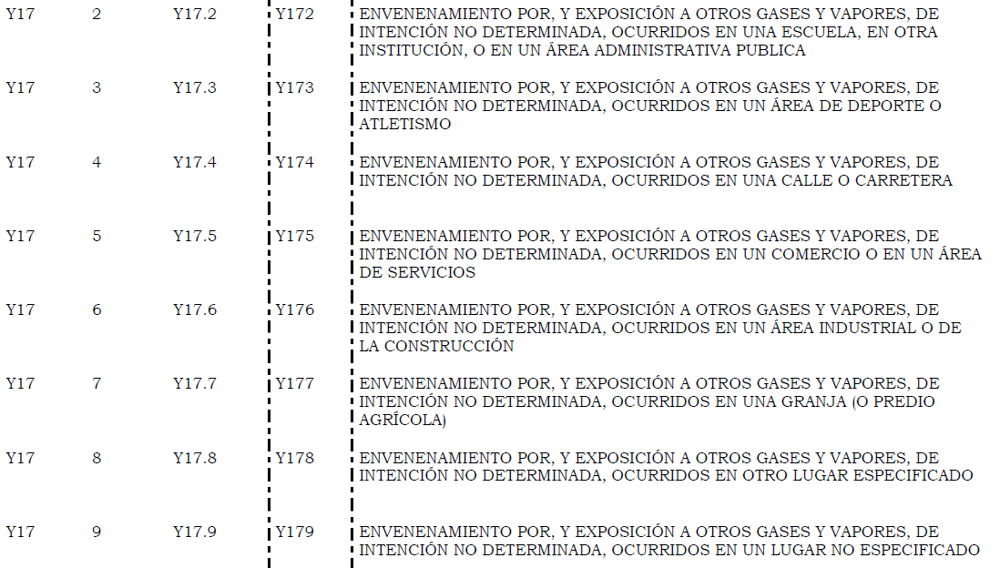 Y17 2 Y17.2 Y172 ENVENENAMIENTO POR, Y EXPOSICIÓN A OTROS GASES Y VAPORES, DE
INTENCIÓN NO DETERMINADA, OCURRIDOS EN UNA ESCUELA, EN OTRA
INSTITUCIÓN, O EN UN ÁREA ADMINISTRATIVA PUBLICA
Y17 3 Y17.3 Y173 ENVENENAMIENTO POR, Y EXPOSICIÓN A OTROS GASES Y VAPORES, DE
INTENCIÓN NO DETERMINADA, OCURRIDOS EN UN ÁREA DE DEPORTE O
ATLETISMO
Y17 4 Y17.4 Y174 ENVENENAMIENTO POR, Y EXPOSICIÓN A OTROS GASES Y VAPORES, DE
INTENCIÓN NO DETERMINADA, OCURRIDOS EN UNA CALLE O CARRETERA
Y17 5 Y17.5 Y175 ENVENENAMIENTO POR, Y EXPOSICIÓN A OTROS GASES Y VAPORES, DE
INTENCIÓN NO DETERMINADA, OCURRIDOS EN UN COMERCIO O EN UN ÁREA
DE SERVICIOS
Y17 6 Y17.6 Y176 ENVENENAMIENTO POR, Y EXPOSICIÓN A OTROS GASES Y VAPORES, DE
INTENCIÓN NO DETERMINADA, OCURRIDOS EN UN ÁREA INDUSTRIAL O DE
LA CONSTRUCCIÓN
Y17 7 Y17.7 Y177 ENVENENAMIENTO POR, Y EXPOSICIÓN A OTROS GASES Y VAPORES, DE
INTENCIÓN NO DETERMINADA, OCURRIDOS EN UNA GRANJA (O PREDIO
AGRÍCOLA)
Y17 8 Y17.8 Y178 ENVENENAMIENTO POR, Y EXPOSICIÓN A OTROS GASES Y VAPORES, DE
INTENCIÓN NO DETERMINADA, OCURRIDOS EN OTRO LUGAR ESPECIFICADO
Y17 9 Y17.9 Y179 ENVENENAMIENTO POR, Y EXPOSICIÓN A OTROS GASES Y VAPORES, DE
INTENCIÓN NO DETERMINADA, OCURRIDOS EN UN LUGAR NO ESPECIFICADO